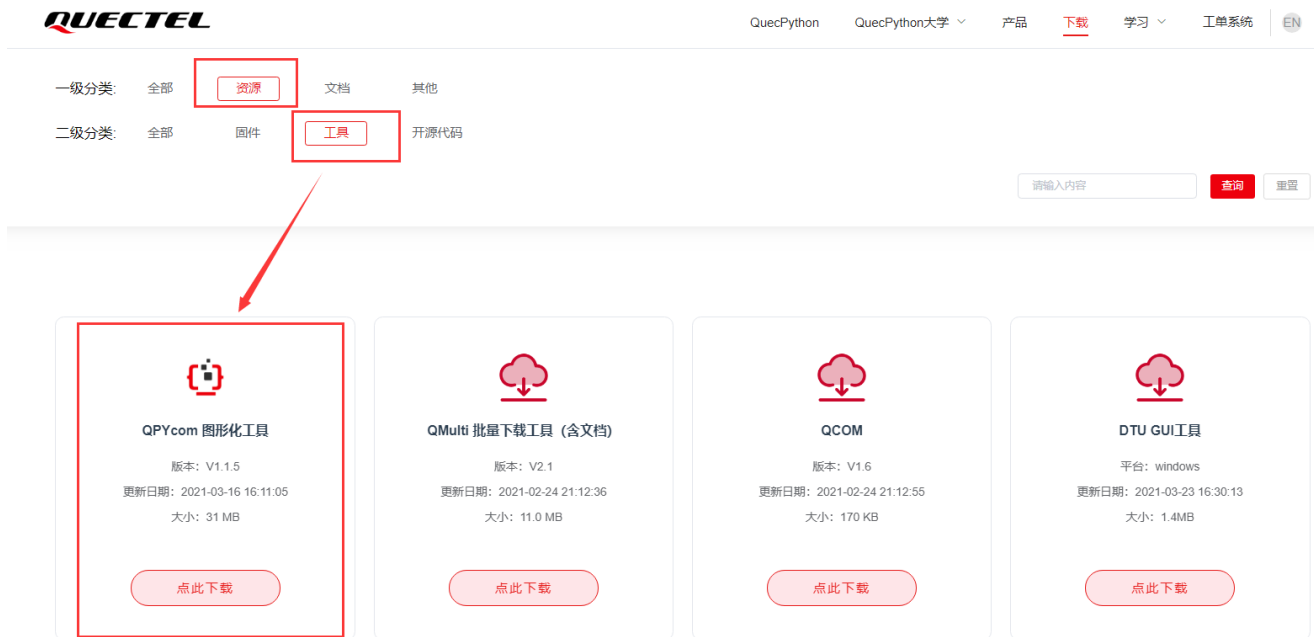 QUECTEL
QuecPython QuecPython大学 产品 下载 学习 工单系统 EN
一级分类: 全部 资源 文档 其他
二级分类: 全部 固件 工具 开源代码
请输入内容 查询 重置
QPYcom 图形化工具
版本：V1.1.5
更新日期：2021-03-16 16:11:05
大小：31 MB
点此下载
QMulti 批量下载工具（含文档)
版本：V2.1
更新日期：2021-02-24 21:12:36
大小：11.0 MB
点此下载
QCOM
版本：V1.6
更新日期：2021-02-24 21:12:55
大小：170 KB
点此下载
DTU GUI工具
平台：windows
更新日期：2021-03-23 16:30:13
大小：1.4MB
点此下载